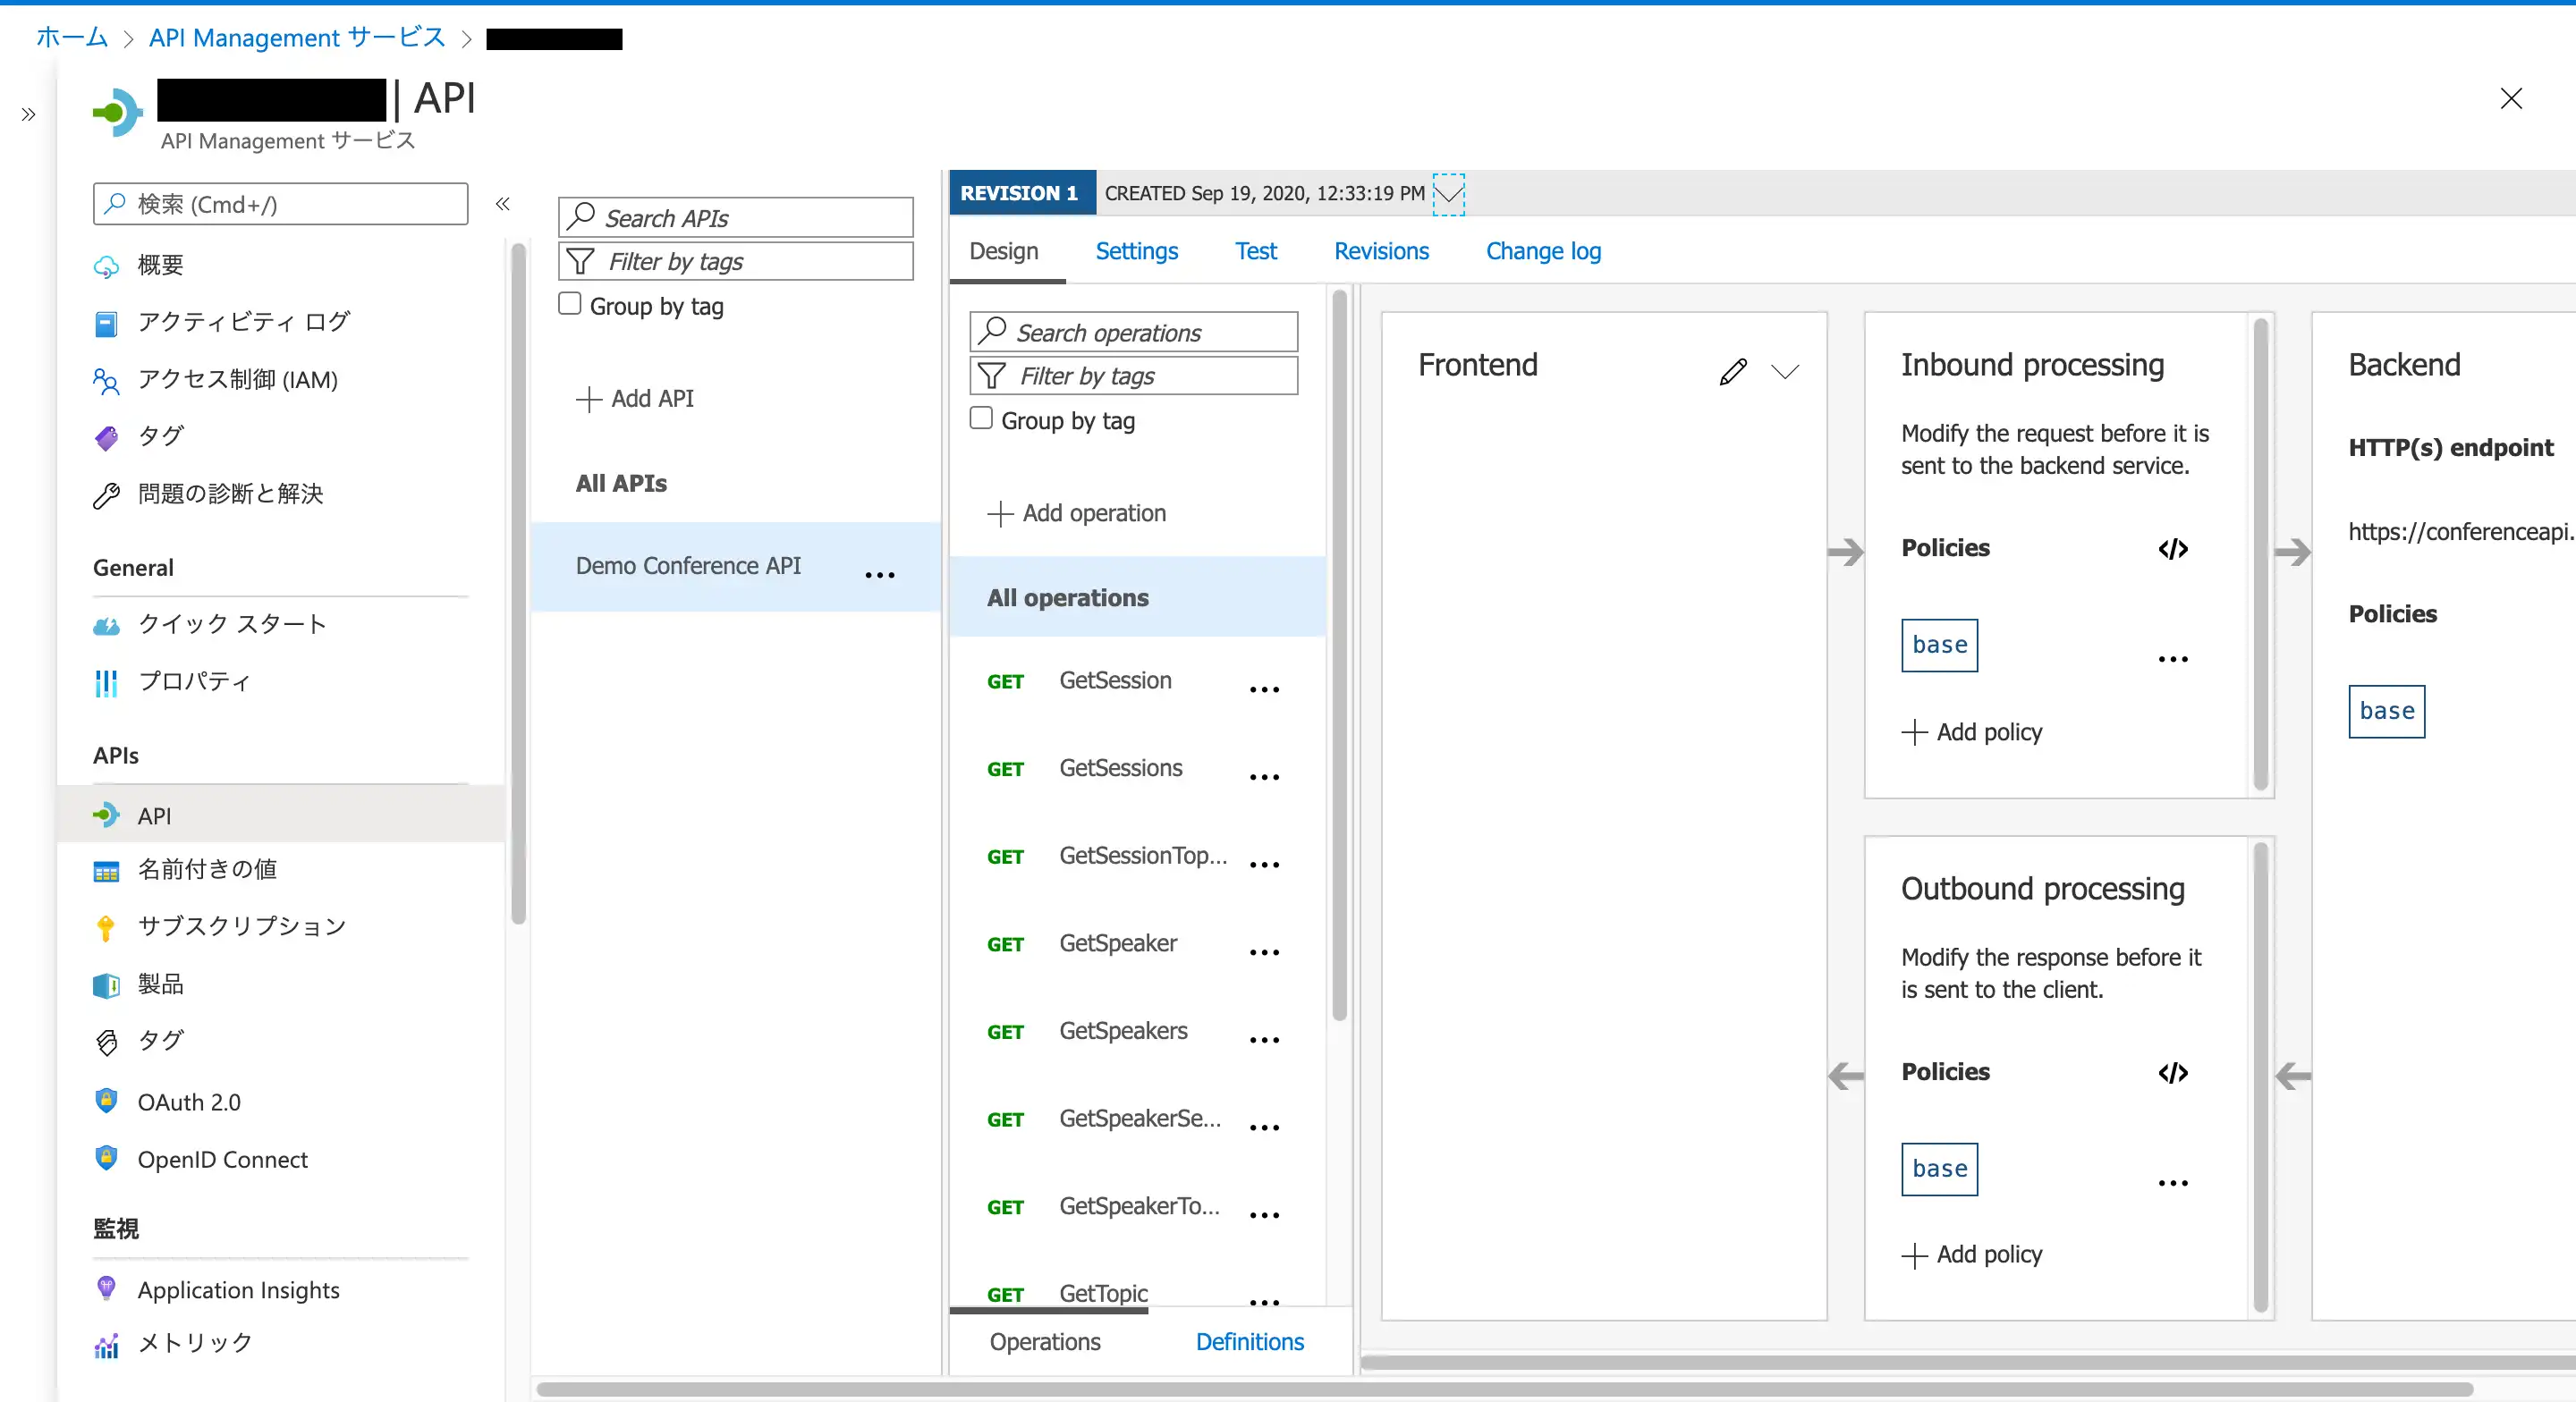 ホーム > API Management サービス >
| API
API Management サービス
検索 (Cmd+/)
概要
アクティビティ ログ
アクセス制御 (IAM)
タグ
問題の診断と解決
General
クイック スタート
プロパティ
APIs
API
名前付きの値
サブスクリプション
製品
タグ
OAuth 2.0
OpenID Connect
監視
Application Insights
メトリック
Search APIs
Filter by tags
Group by tag
Add API
All APIs
Demo Conference API
REVISION 1 CREATED Sep 19, 2020, 12:33:19 PM
Design Settings Test Revisions Change log
Search operations
Filter by tags
Group by tag
Add operation
All operations
GET GetSession
GET GetSessions
GET GetSessionTop...
GET GetSpeaker
GET GetSpeakers
GET GetSpeakerSe...
GET GetSpeakerTo...
GET GetTopic
Operations Definitions
Frontend
Inbound processing
Modify the request before it is
sent to the backend service.
Policies
base
Add policy
Outbound processing
Modify the response before it
is sent to the client.
Policies
base
Add policy
Backend
HTTP(s) endpoint
https://conferenceapi.
Policies
base